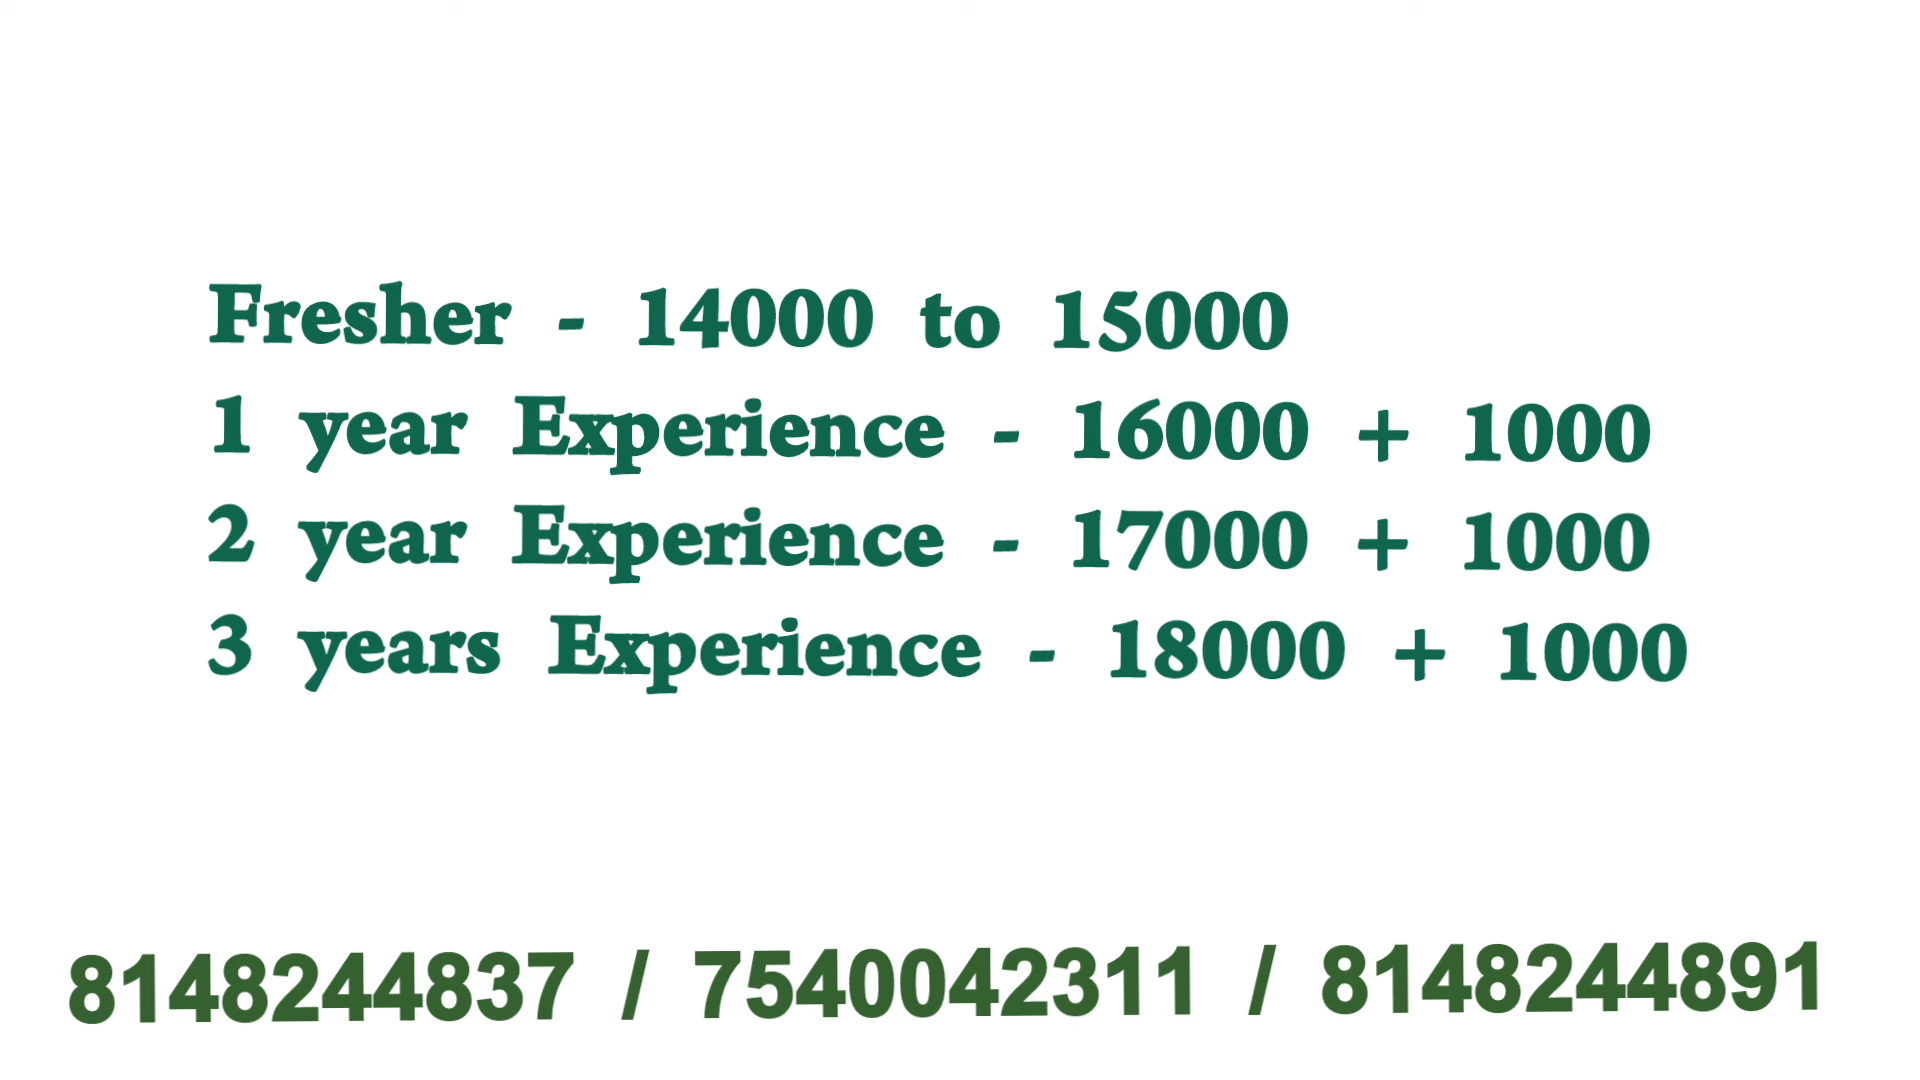 Fresher - 14000 to 15000
1 year Experience - 16000 + 1000
2 year Experience - 17000 + 1000
3 years Experience - 18000 + 1000
8148244837 / 7540042311 / 8148244891